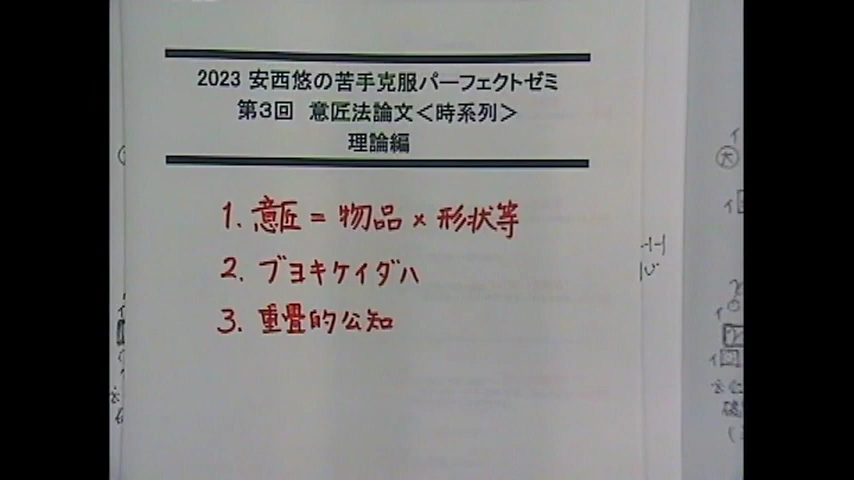 2023 安西悠の苦手克服パーフェクトゼミ
第3回 意匠法論文＜時系列＞
理論編
1. 意匠 = 物品 × 形状等
2. ブヨキケイダハ
3. 重畳的公知